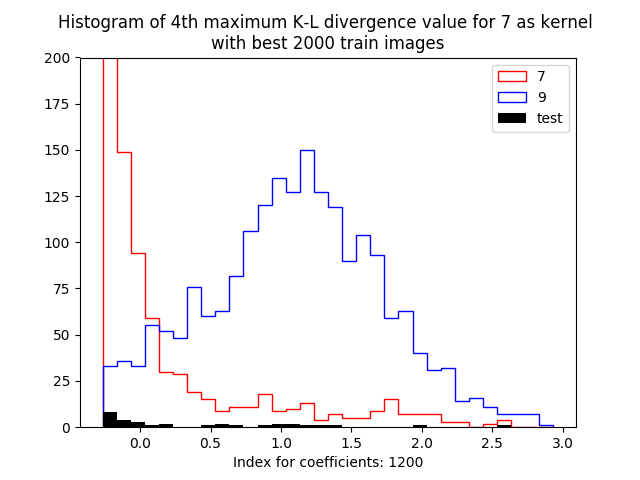 Histogram of 4th maximum K-L divergence value for 7 as kernel
with best 2000 train images
200
175
150
125
100
75
50
25
0
7
9
test
0.0 0.5 1.0 1.5 2.0 2.5 3.0
Index for coefficients: 1200